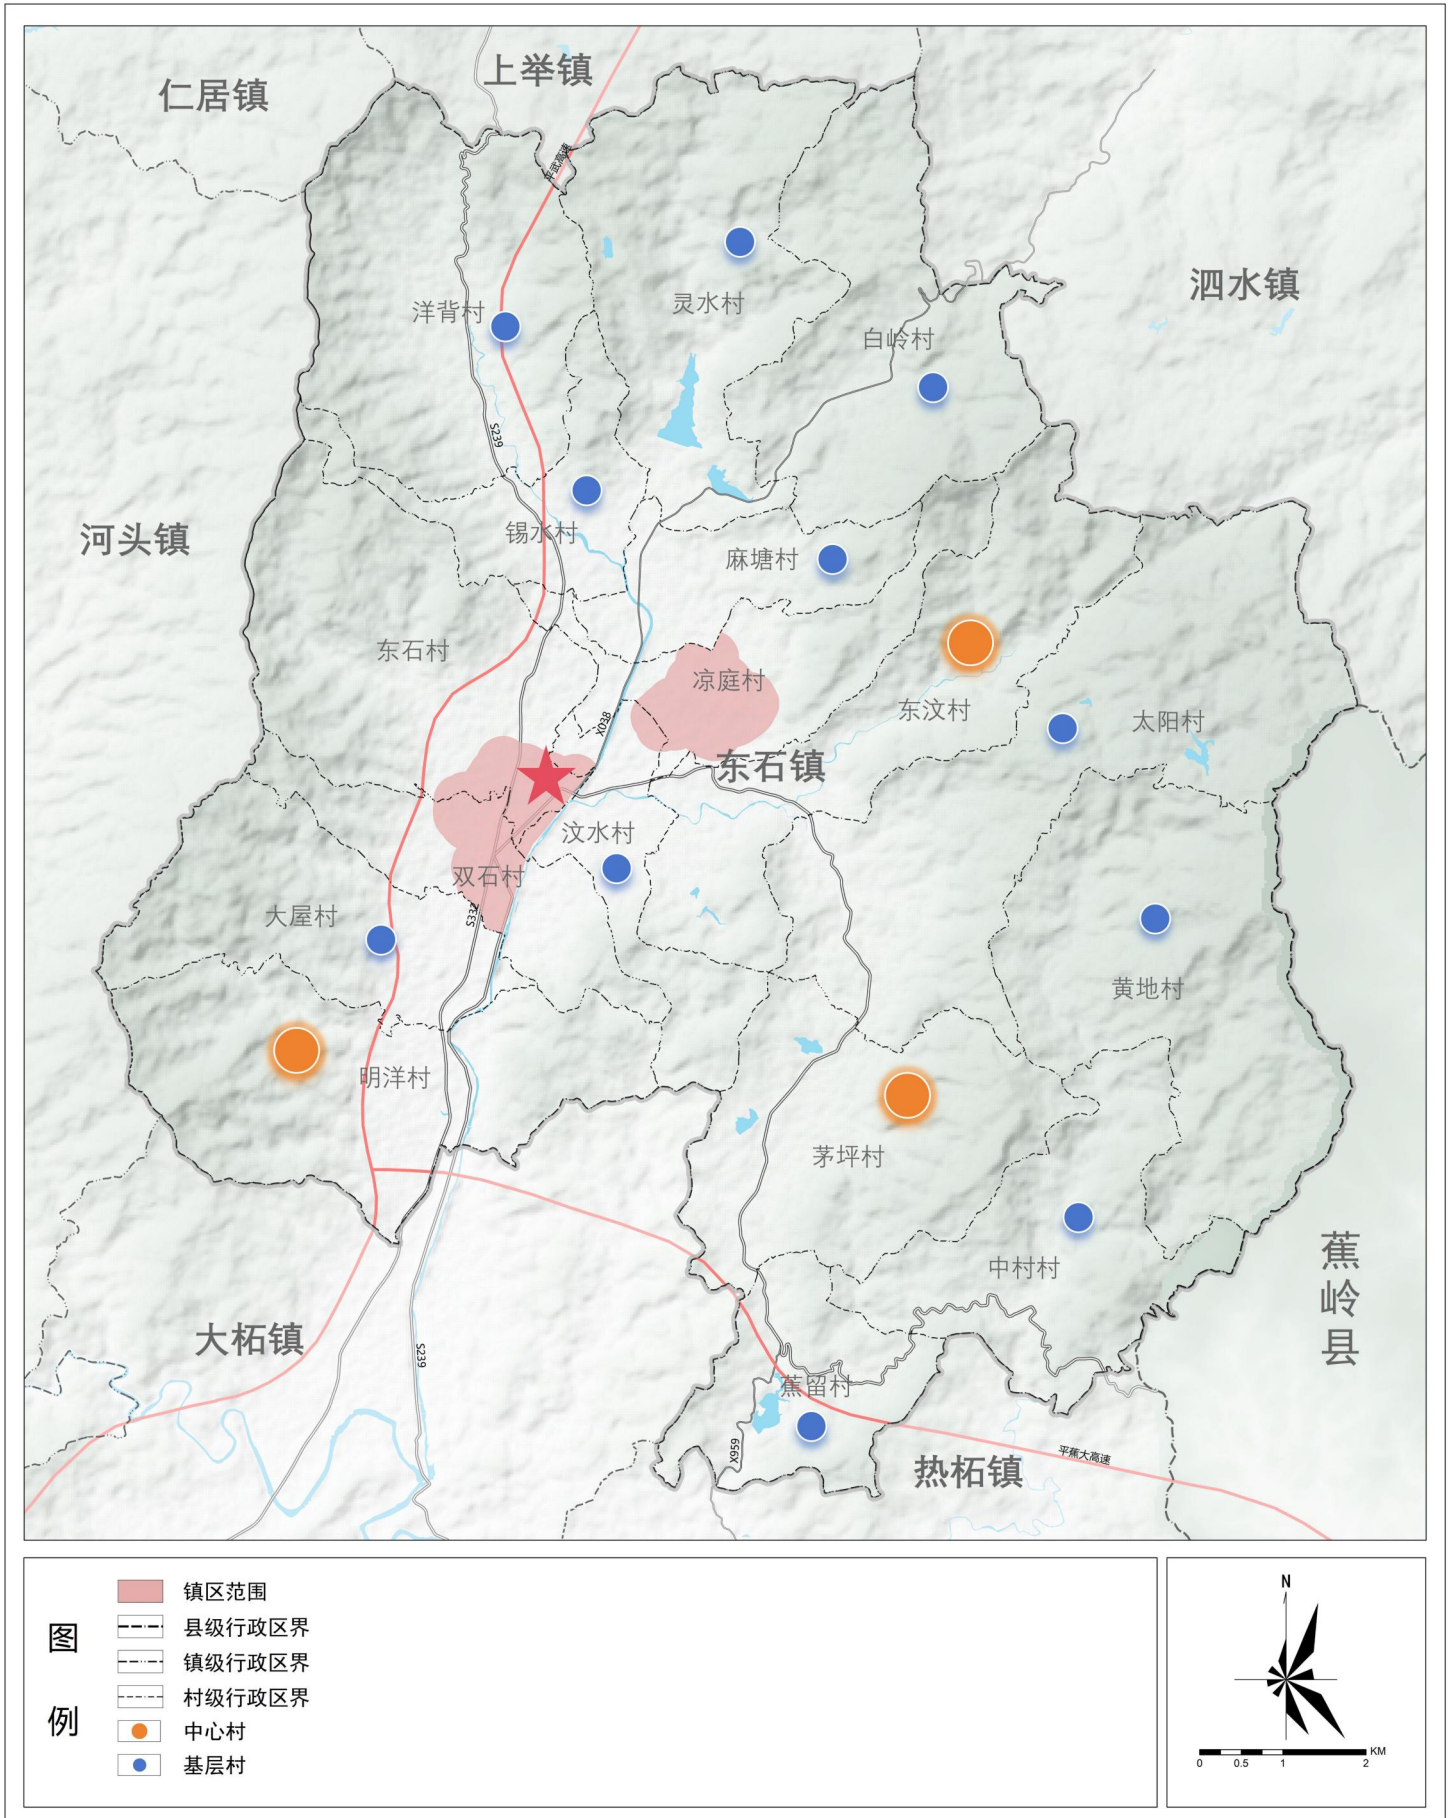 上举镇
仁居镇
平武高速
泗水镇
灵水村
洋背村
白岭村
S239
河头镇
锡水村
麻塘村
东石村
凉庭村
东汶村
太阳村
X038
东石镇
汶水村
双石村
大屋村
S332
黄地村
明洋村
茅坪村
中村村
蕉岭县
大柘镇
S239
蕉留村
X959
平蕉大高速
热柘镇
图例
镇区范围
县级行政区界
镇级行政区界
村级行政区界
中心村
基层村
N
KM
0 0.5 1 2